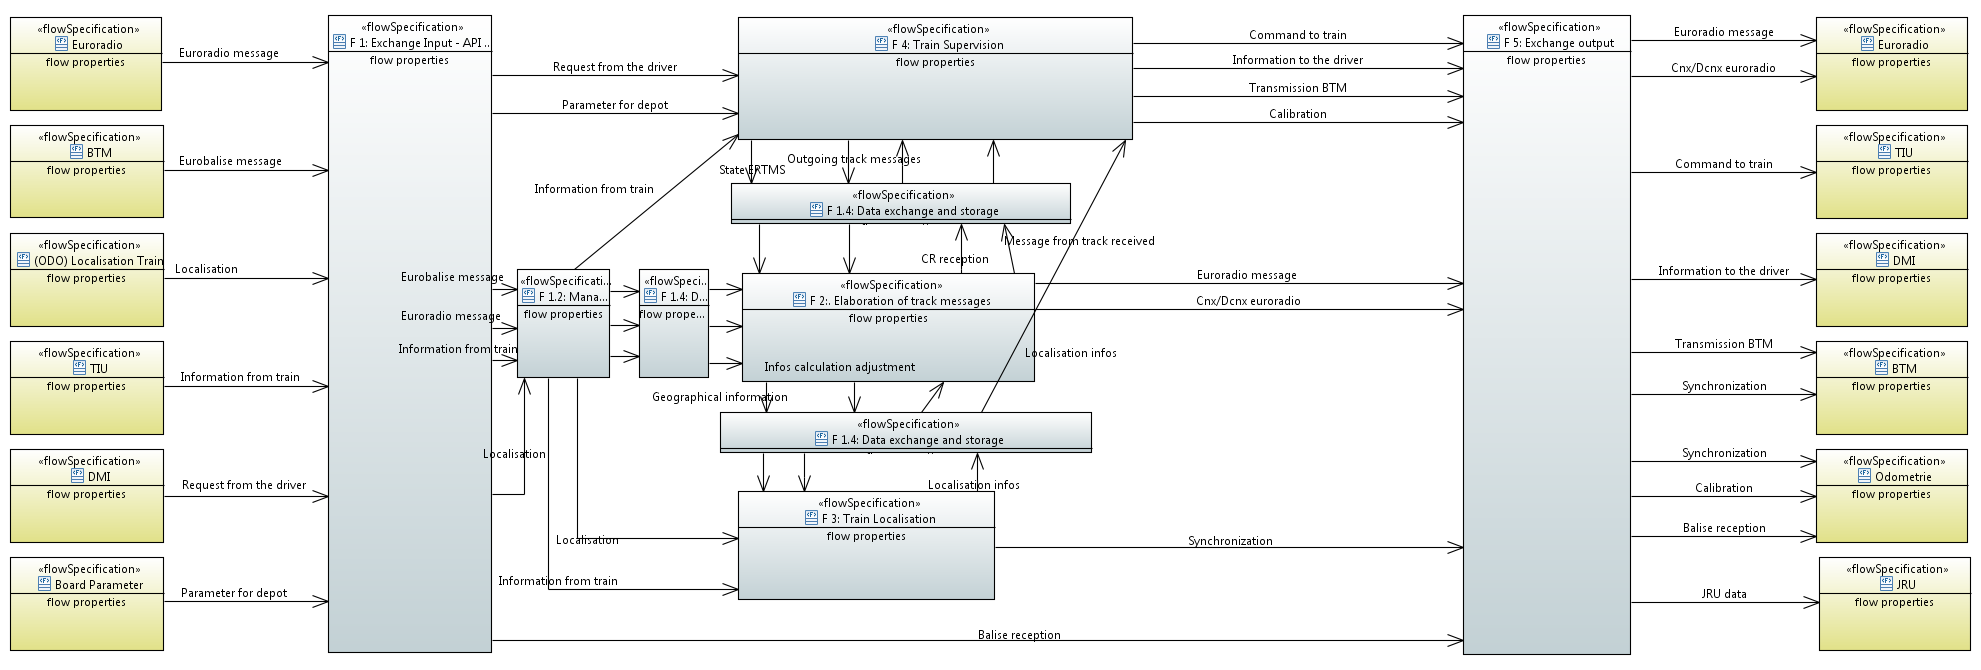 «flowSpecification»
Euroradio
flow properties
«flowSpecification»
BTM
flow properties
«flowSpecification»
(ODO) Localisation Train
flow properties
«flowSpecification»
TIU
flow properties
«flowSpecification»
DMI
flow properties
«flowSpecification»
Board Parameter
flow properties
Euroradio message
Eurobalise message
Localisation
Information from train
Request from the driver
Parameter for depot
«flowSpecification»
F 1: Exchange Input - API ..
flow properties
Request from the driver
Parameter for depot
Information from train
Eurobalise message
Euroradio message
Information from train
Localisation
Localisation
Information from train
«flowSpecificati...
F 1.2: Mana...
flow properties
«flowSpeci...
F 1.4: D...
flow prope...
«flowSpecification»
F 4: Train Supervision
flow properties
State ERTMS
Outgoing track messages
«flowSpecification»
F 1.4: Data exchange and storage
Message from track received
CR reception
«flowSpecification»
F 2:. Elaboration of track messages
flow properties
Infos calculation adjustment
Localisation infos
Geographical information
«flowSpecification»
F 1.4: Data exchange and storage
Localisation infos
«flowSpecification»
F 3: Train Localisation
flow properties
Command to train
Information to the driver
Transmission BTM
Calibration
Euroradio message
Cnx/Dcnx euroradio
Synchronization
Balise reception
«flowSpecification»
F 5: Exchange output
flow properties
Euroradio message
Cnx/Dcnx euroradio
Command to train
Information to the driver
Transmission BTM
Synchronization
Synchronization
Calibration
Balise reception
JRU data
«flowSpecification»
Euroradio
flow properties
«flowSpecification»
TIU
flow properties
«flowSpecification»
DMI
flow properties
«flowSpecification»
BTM
flow properties
«flowSpecification»
Odometrie
flow properties
«flowSpecification»
JRU
flow properties